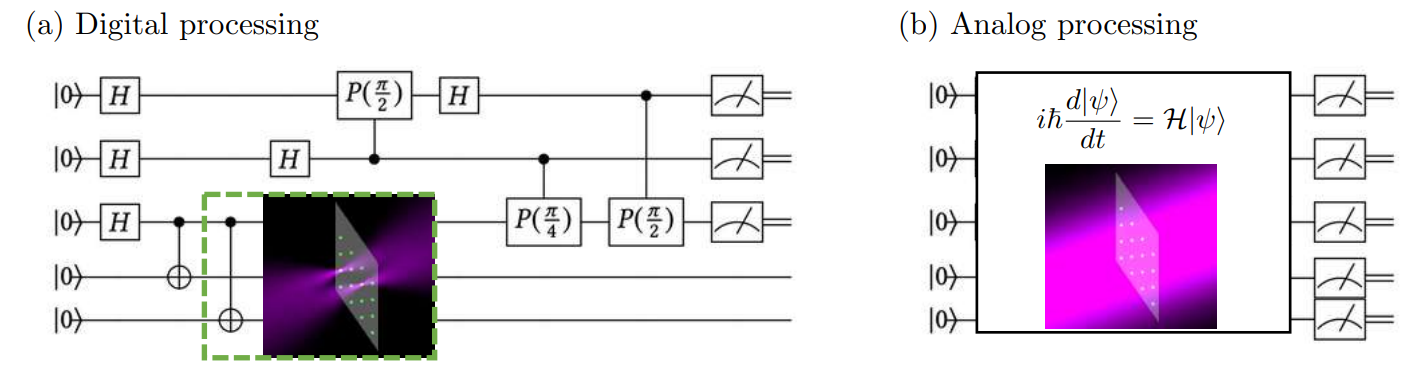 (a) Digital processing
|0⟩ H P(π/2) H
|0⟩ H H
|0⟩ H P(π/4) P(π/2)
|0⟩
|0⟩
(b) Analog processing
|0⟩
|0⟩
|0⟩
|0⟩
|0⟩
iħ d|ψ⟩/dt = ℋ|ψ⟩